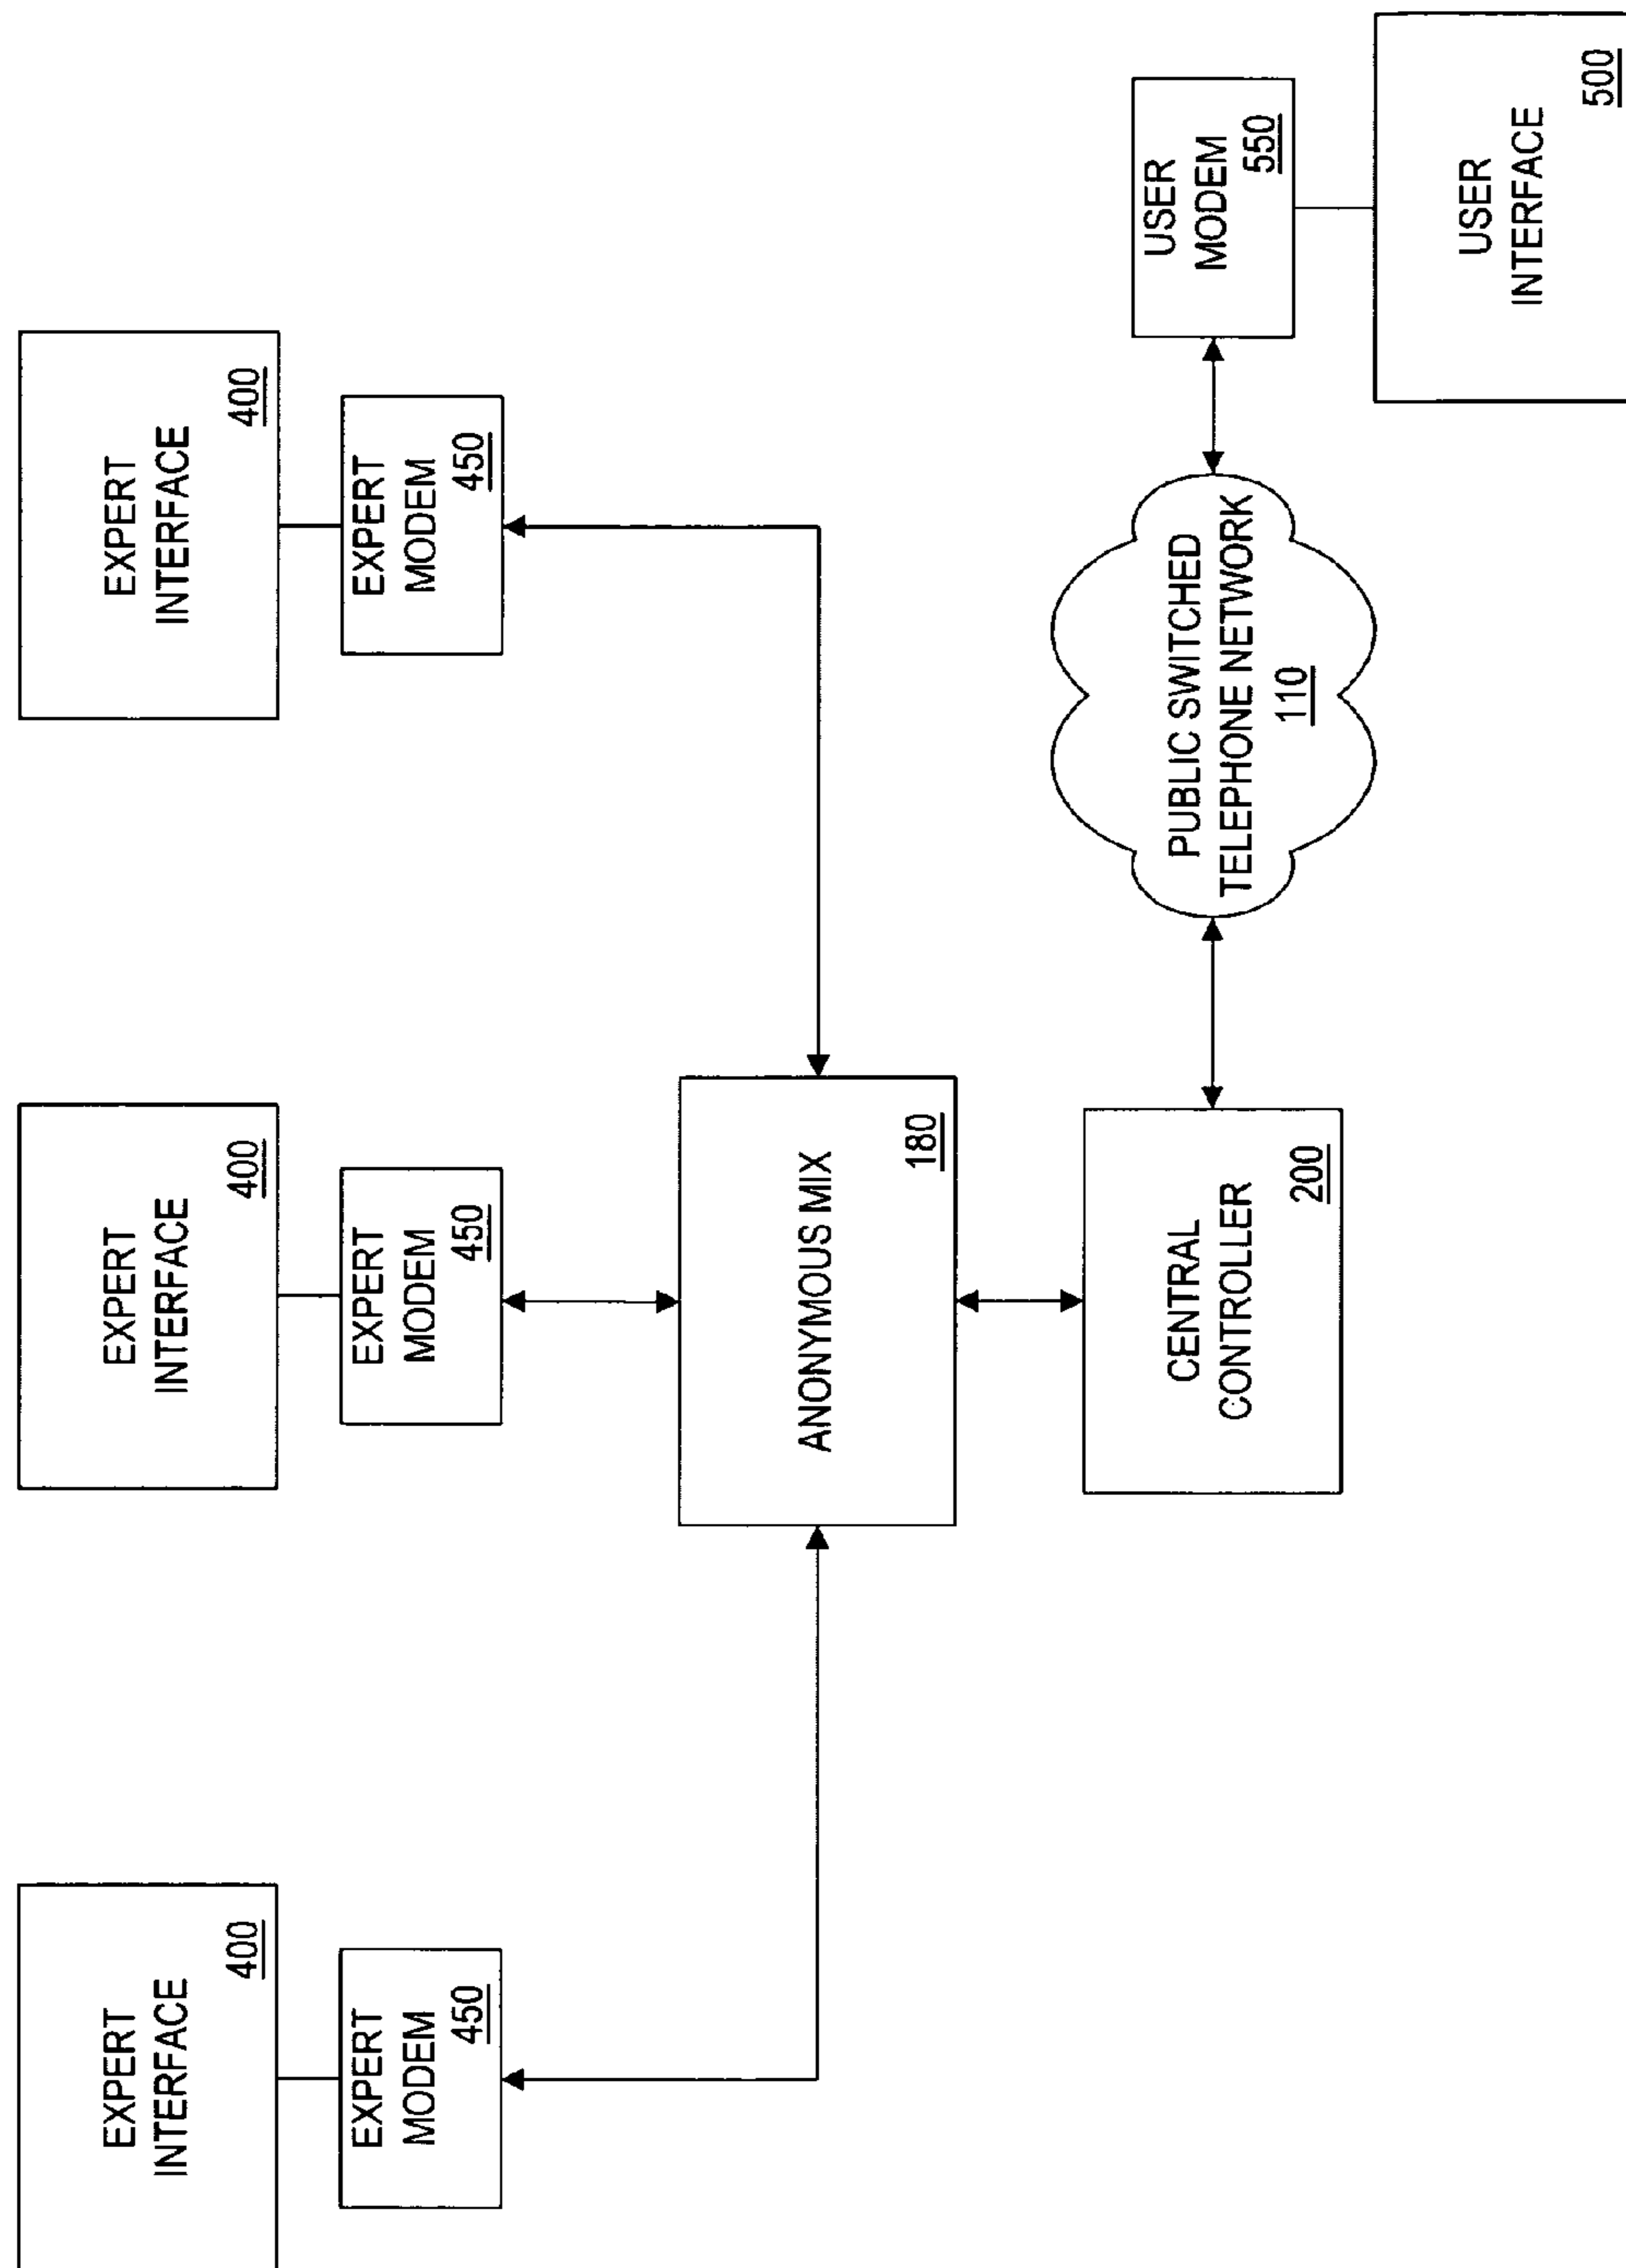 EXPERT
INTERFACE
400
EXPERT
INTERFACE
400
EXPERT
INTERFACE
400
EXPERT
MODEM
450
EXPERT
MODEM
450
EXPERT
MODEM
450
ANONYMOUS MIX
180
CENTRAL
CONTROLLER
200
PUBLIC SWITCHED
TELEPHONE NETWORK
110
USER
MODEM
550
USER
INTERFACE
500